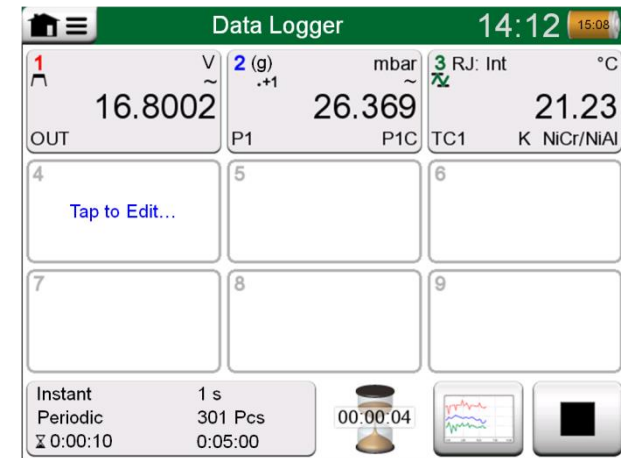 Data Logger 14:12 15:08
1 V
~
16.8002
OUT
2 (g) mbar
.+1 ~
26.369
P1 P1C
3 RJ: Int °C
21.23
TC1 K NiCr/NiAl
4
Tap to Edit...
5
6
7
8
9
Instant 1 s
Periodic 301 Pcs
0:00:10 0:05:00
00:00:04